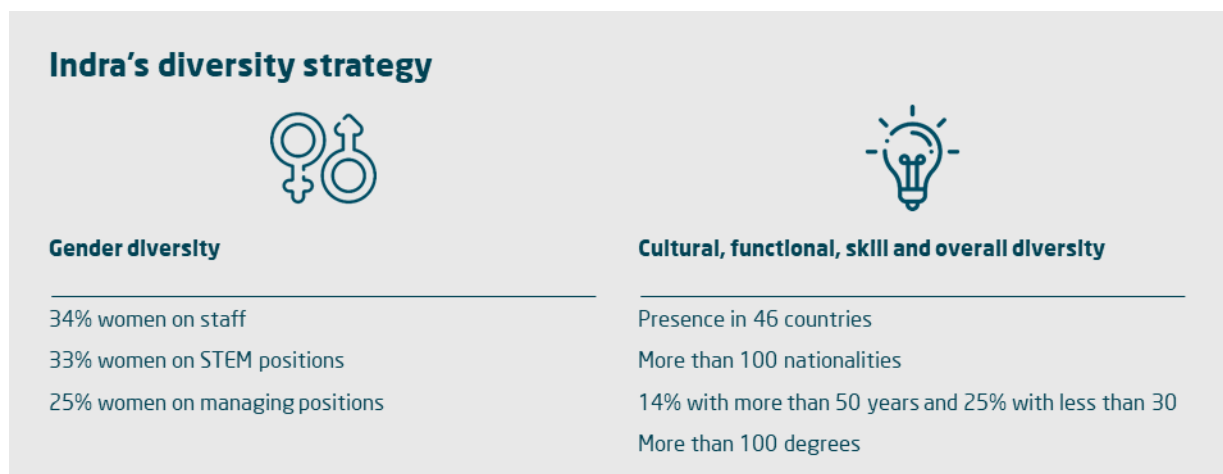 Indra's diversity strategy
Gender diversity
34% women on staff
33% women on STEM positions
25% women on managing positions
Cultural, functional, skill and overall diversity
Presence in 46 countries
More than 100 nationalities
14% with more than 50 years and 25% with less than 30
More than 100 degrees